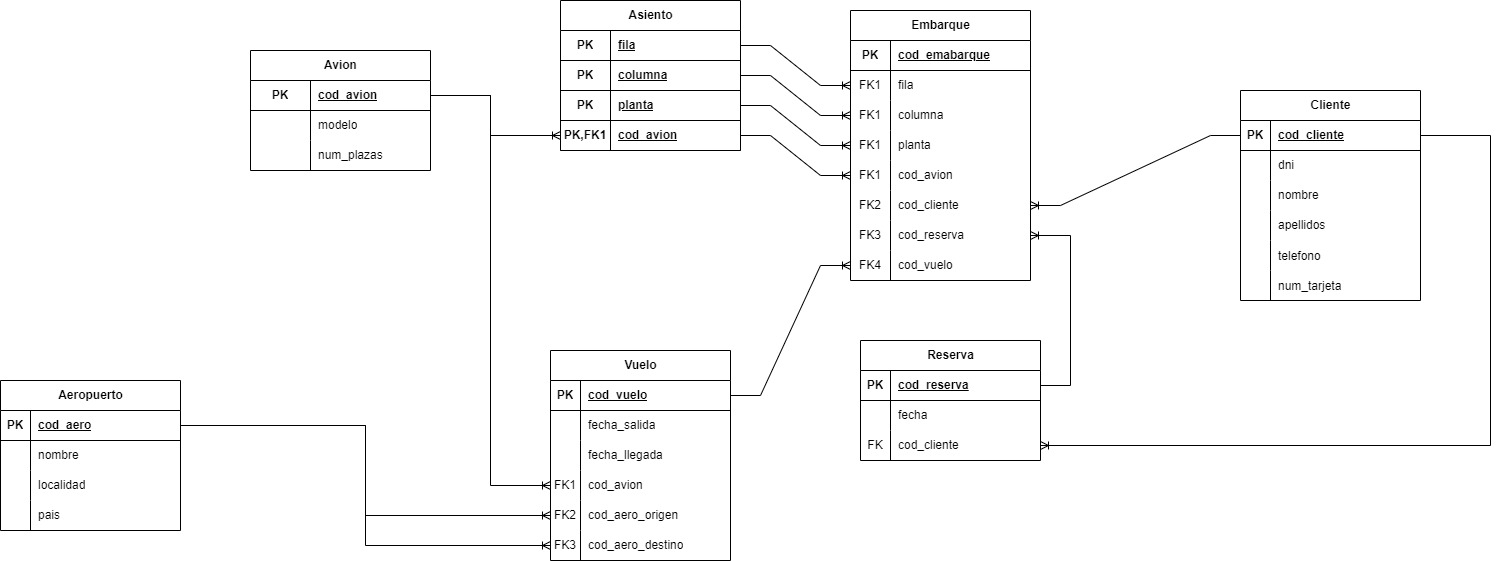 Avion
PK cod_avion
modelo
num_plazas
Asiento
PK fila
PK columna
PK planta
PK,FK1 cod_avion
Embarque
PK cod_emabarque
FK1 fila
FK1 columna
FK1 planta
FK1 cod_avion
FK2 cod_cliente
FK3 cod_reserva
FK4 cod_vuelo
Cliente
PK cod_cliente
dni
nombre
apellidos
telefono
num_tarjeta
Aeropuerto
PK cod_aero
nombre
localidad
pais
Vuelo
PK cod_vuelo
fecha_salida
fecha_llegada
FK1 cod_avion
FK2 cod_aero_origen
FK3 cod_aero_destino
Reserva
PK cod_reserva
fecha
FK cod_cliente